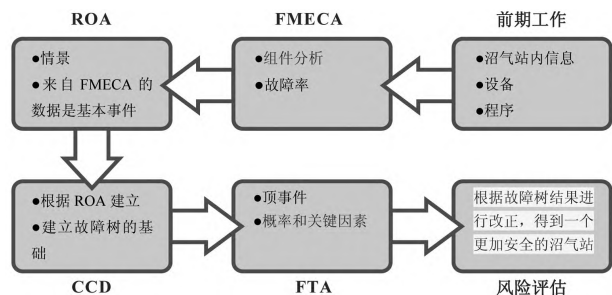 ROA
FMECA
前期工作
●情景
●来自 FMECA 的
数据是基本事件
●组件分析
●故障率
●沼气站内信息
●设备
●程序
●根据 ROA 建立
●建立故障树的基
础
●顶事件
●概率和关键因素
根据故障树结果进
行改正，得到一个
更加安全的沼气站
CCD
FTA
风险评估